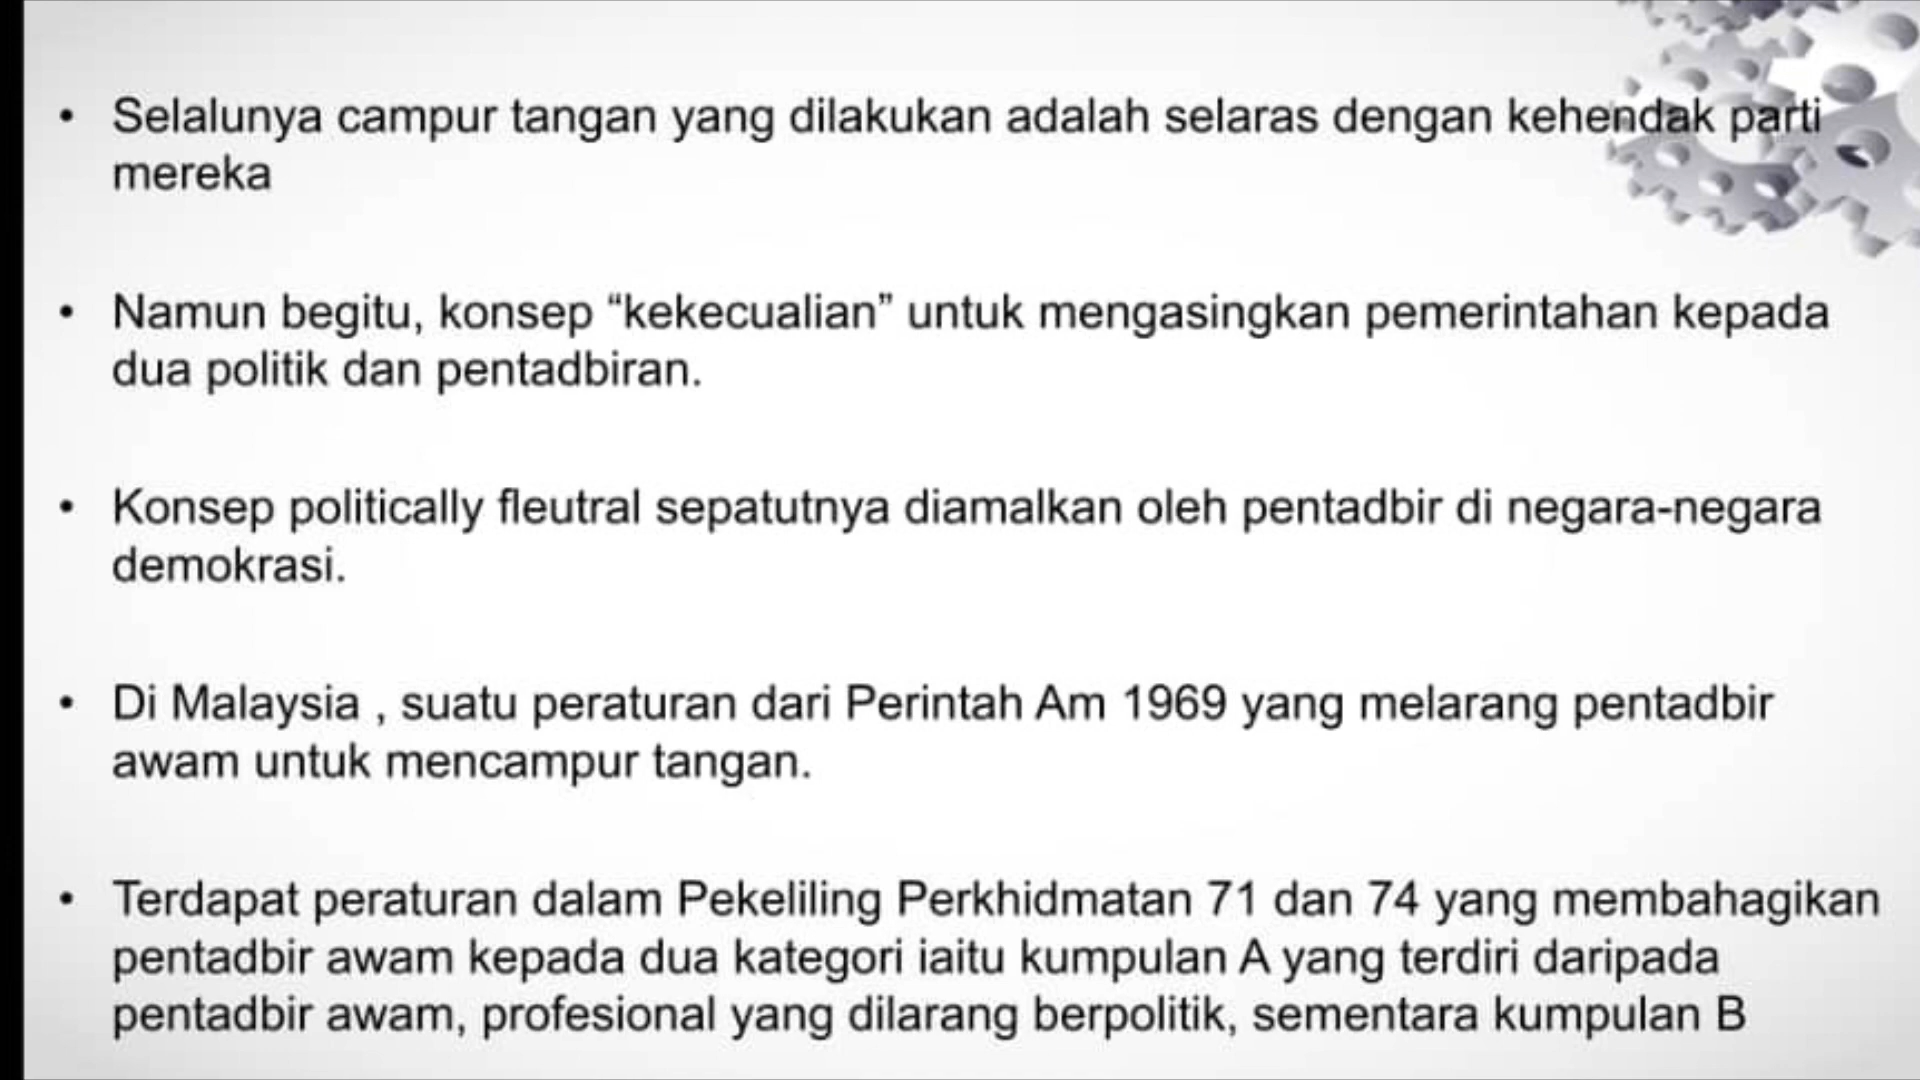 • Selalunya campur tangan yang dilakukan adalah selaras dengan kehendak parti
mereka
• Namun begitu, konsep “kekecualian” untuk mengasingkan pemerintahan kepada
dua politik dan pentadbiran.
• Konsep politically fleutral sepatutnya diamalkan oleh pentadbir di negara-negara
demokrasi.
• Di Malaysia , suatu peraturan dari Perintah Am 1969 yang melarang pentadbir
awam untuk mencampur tangan.
• Terdapat peraturan dalam Pekeliling Perkhidmatan 71 dan 74 yang membahagikan
pentadbir awam kepada dua kategori iaitu kumpulan A yang terdiri daripada
pentadbir awam, profesional yang dilarang berpolitik, sementara kumpulan B